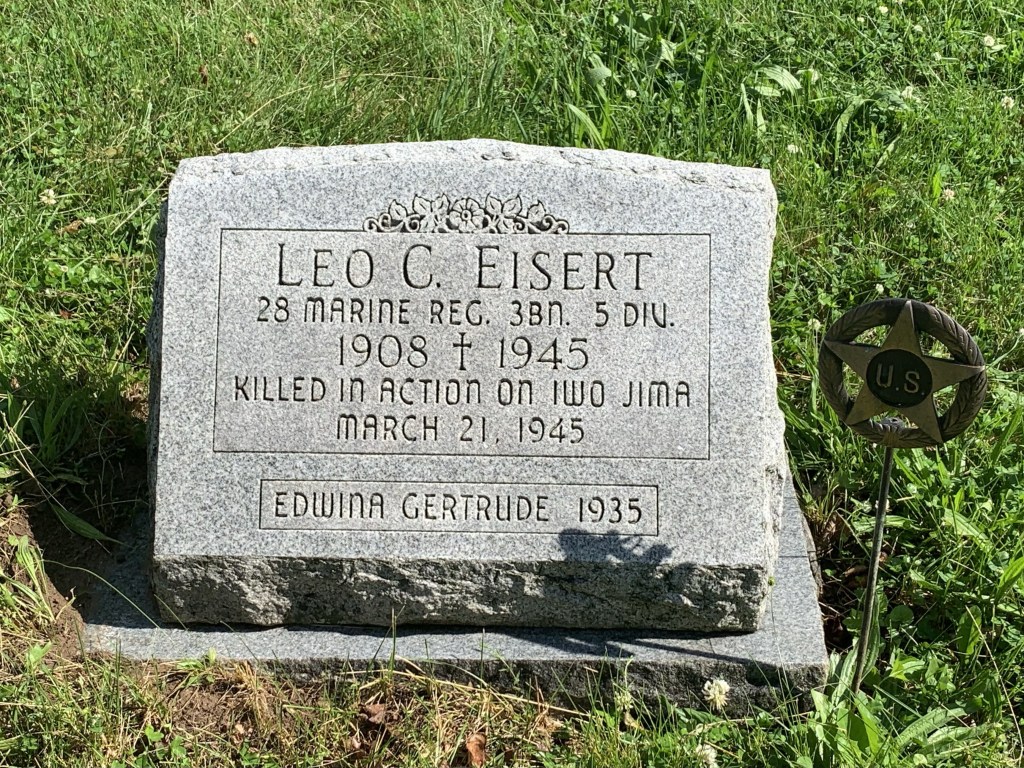 LEO C. EISERT
28 MARINE REG. 3BN. 5 DIV.
1908 † 1945
KILLED IN ACTION ON IWO JIMA
MARCH 21, 1945
EDWINA GERTRUDE 1935
U.S.